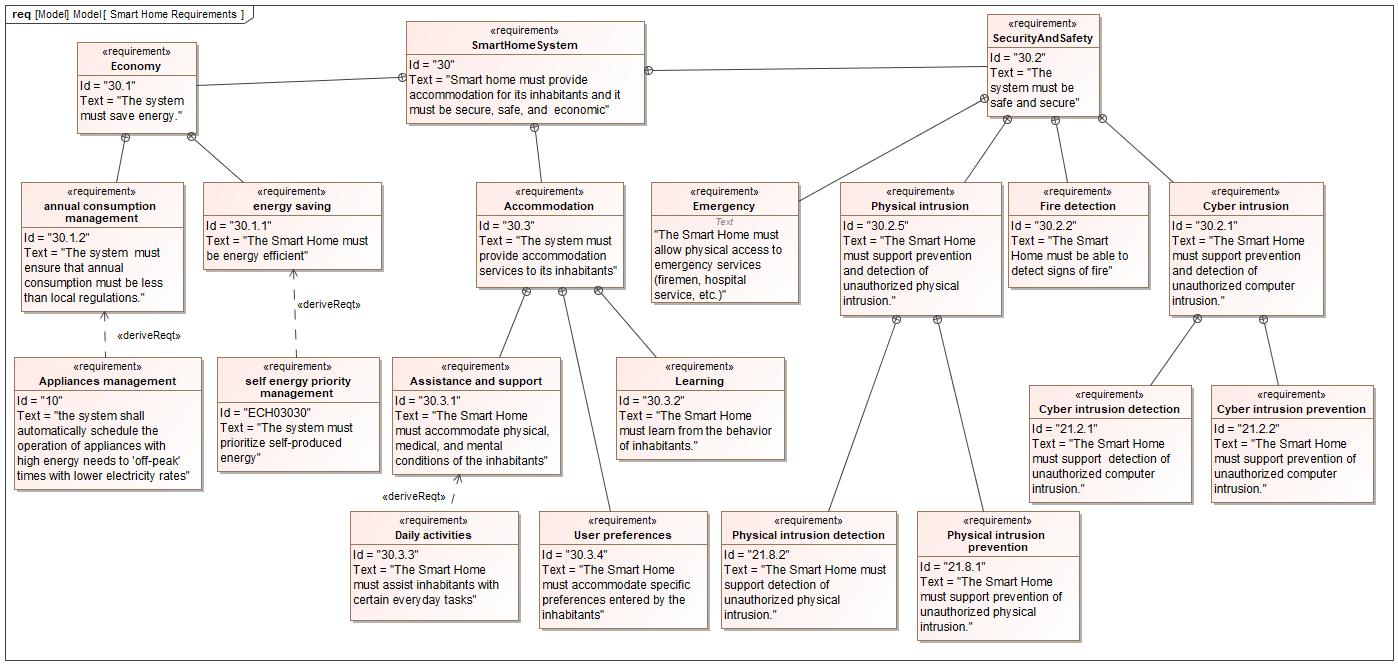 req [Model] Model[ Smart Home Requirements ]
«requirement»
SmartHomeSystem
Id = "30"
Text = "Smart home must provide
accommodation for its inhabitants and it
must be secure, safe, and  economic"
«requirement»
SecurityAndSafety
Id = "30.2"
Text = "The
system must be
safe and secure"
«requirement»
Economy
Id = "30.1"
Text = "The system
must save energy."
«requirement»
annual consumption
management
Id = "30.1.2"
Text = "The system  must
ensure that annual
consumption must be less
than local regulations."
«requirement»
energy saving
Id = "30.1.1"
Text = "The Smart Home must
be energy efficient"
«requirement»
Accommodation
Id = "30.3"
Text = "The system must
provide accommodation
services to its inhabitants"
«requirement»
Emergency
Text
"The Smart Home must
allow physical access to
emergency services
(firemen, hospital
service, etc.)"
«requirement»
Physical intrusion
Id = "30.2.5"
Text = "The Smart Home
must support prevention
and detection of
unauthorized physical
intrusion."
«requirement»
Fire detection
Id = "30.2.2"
Text = "The Smart
Home must be able to
detect signs of fire"
«requirement»
Cyber intrusion
Id = "30.2.1"
Text = "The Smart Home
must support prevention
and detection of
unauthorized computer
intrusion."
«deriveReqt»
«deriveReqt»
«requirement»
Appliances management
Id = "10"
Text = "the system shall
automatically schedule the
operation of appliances with
high energy needs to 'off-peak'
times with lower electricity rates"
«requirement»
self energy priority
management
Id = "ECH03030"
Text = "The system must
prioritize self-produced
energy"
«requirement»
Assistance and support
Id = "30.3.1"
Text = "The Smart Home
must accommodate physical,
medical, and mental
conditions of the inhabitants"
«requirement»
Learning
Id = "30.3.2"
Text = "The Smart Home
must learn from the behavior
of inhabitants."
«requirement»
Cyber intrusion detection
Id = "21.2.1"
Text = "The Smart Home
must support  detection of
unauthorized computer
intrusion."
«requirement»
Cyber intrusion prevention
Id = "21.2.2"
Text = "The Smart Home
must support prevention of
unauthorized computer
intrusion."
«deriveReqt»
«requirement»
Daily activities
Id = "30.3.3"
Text = "The Smart Home
must assist inhabitants with
certain everyday tasks"
«requirement»
User preferences
Id = "30.3.4"
Text = "The Smart Home
must accommodate specific
preferences entered by the
inhabitants"
«requirement»
Physical intrusion detection
Id = "21.8.2"
Text = "The Smart Home must
support detection of
unauthorized physical
intrusion."
«requirement»
Physical intrusion
prevention
Id = "21.8.1"
Text = "The Smart Home
must support prevention of
unauthorized physical
intrusion."